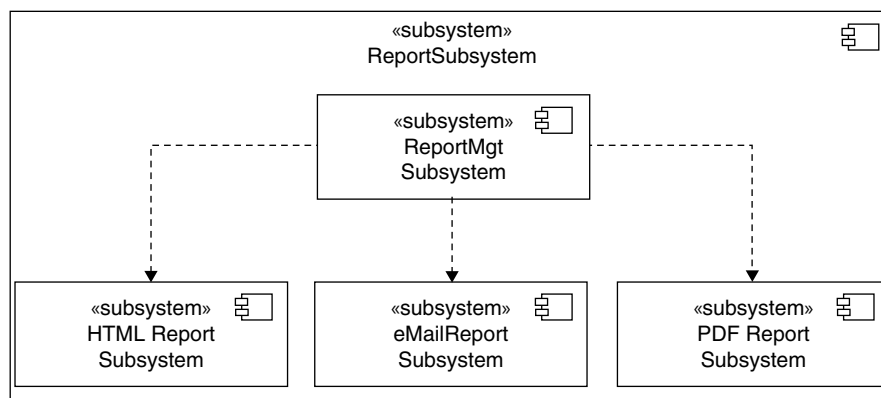 «subsystem»
ReportSubsystem
«subsystem»
ReportMgt
Subsystem
«subsystem»
HTML Report
Subsystem
«subsystem»
eMailReport
Subsystem
«subsystem»
PDF Report
Subsystem